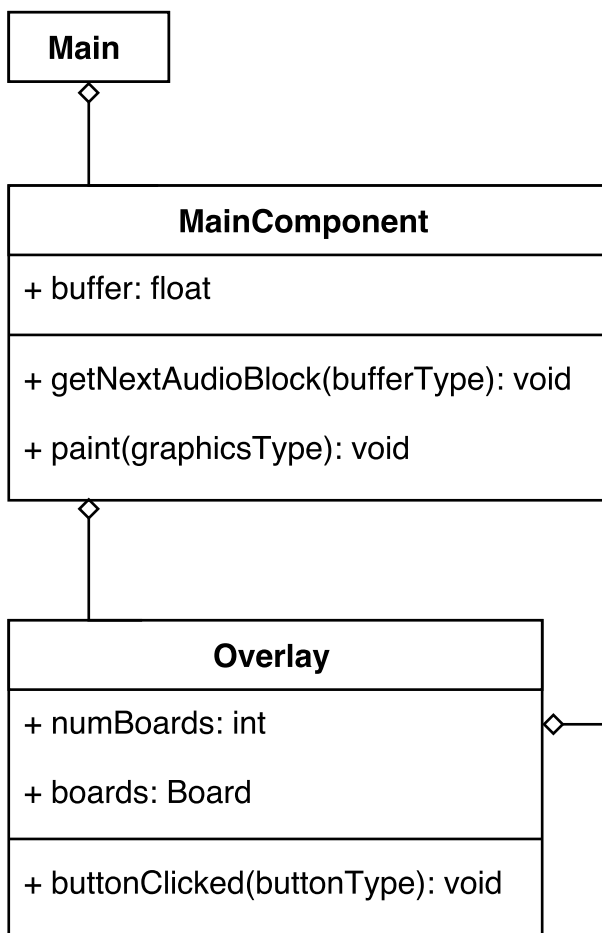 Main
MainComponent
+ buffer: float
+ getNextAudioBlock(bufferType): void
+ paint(graphicsType): void
Overlay
+ numBoards: int
+ boards: Board
+ buttonClicked(buttonType): void